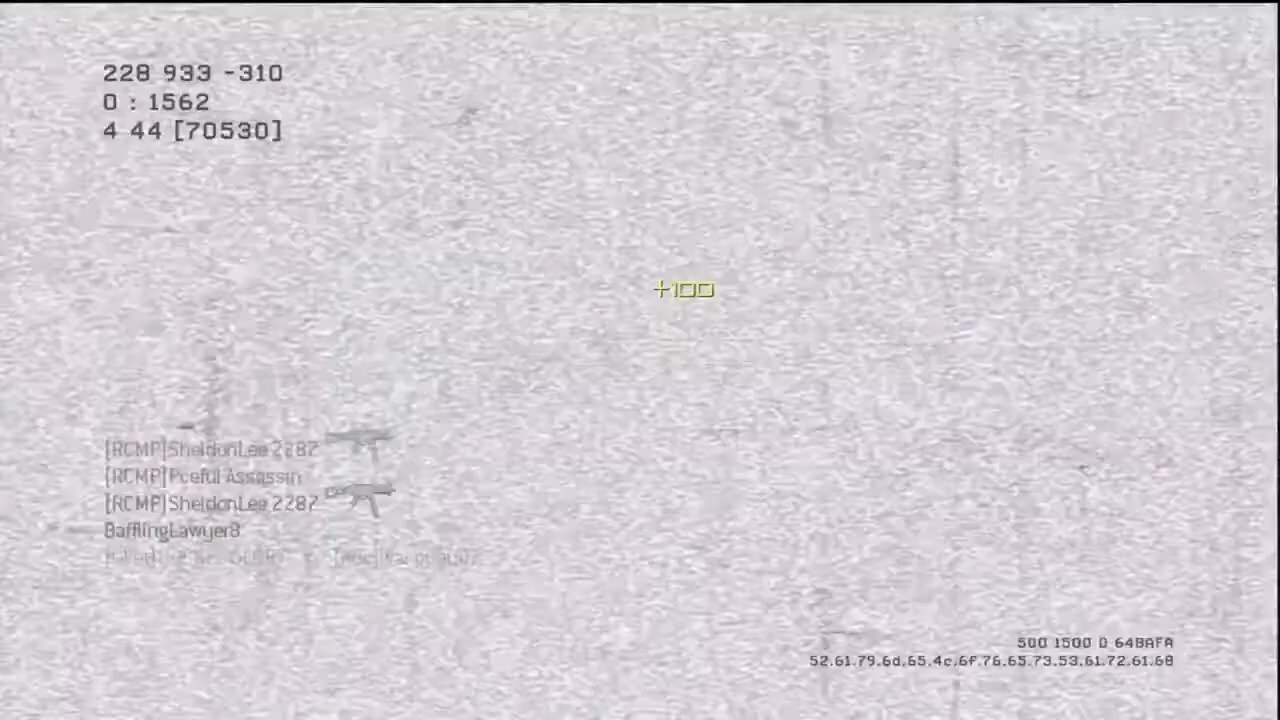 228 933 -310
0 : 1562
4 44 [70530]
+100
[RCMP]SheldonLee 2287
[RCMP]Pceful Assassin
[RCMP]SheldonLee 2287
BafflingLawyer8
500 1500 0 64BAFA
52.61.79.6d.65.4c.6f.76.65.73.53.61.72.61.68